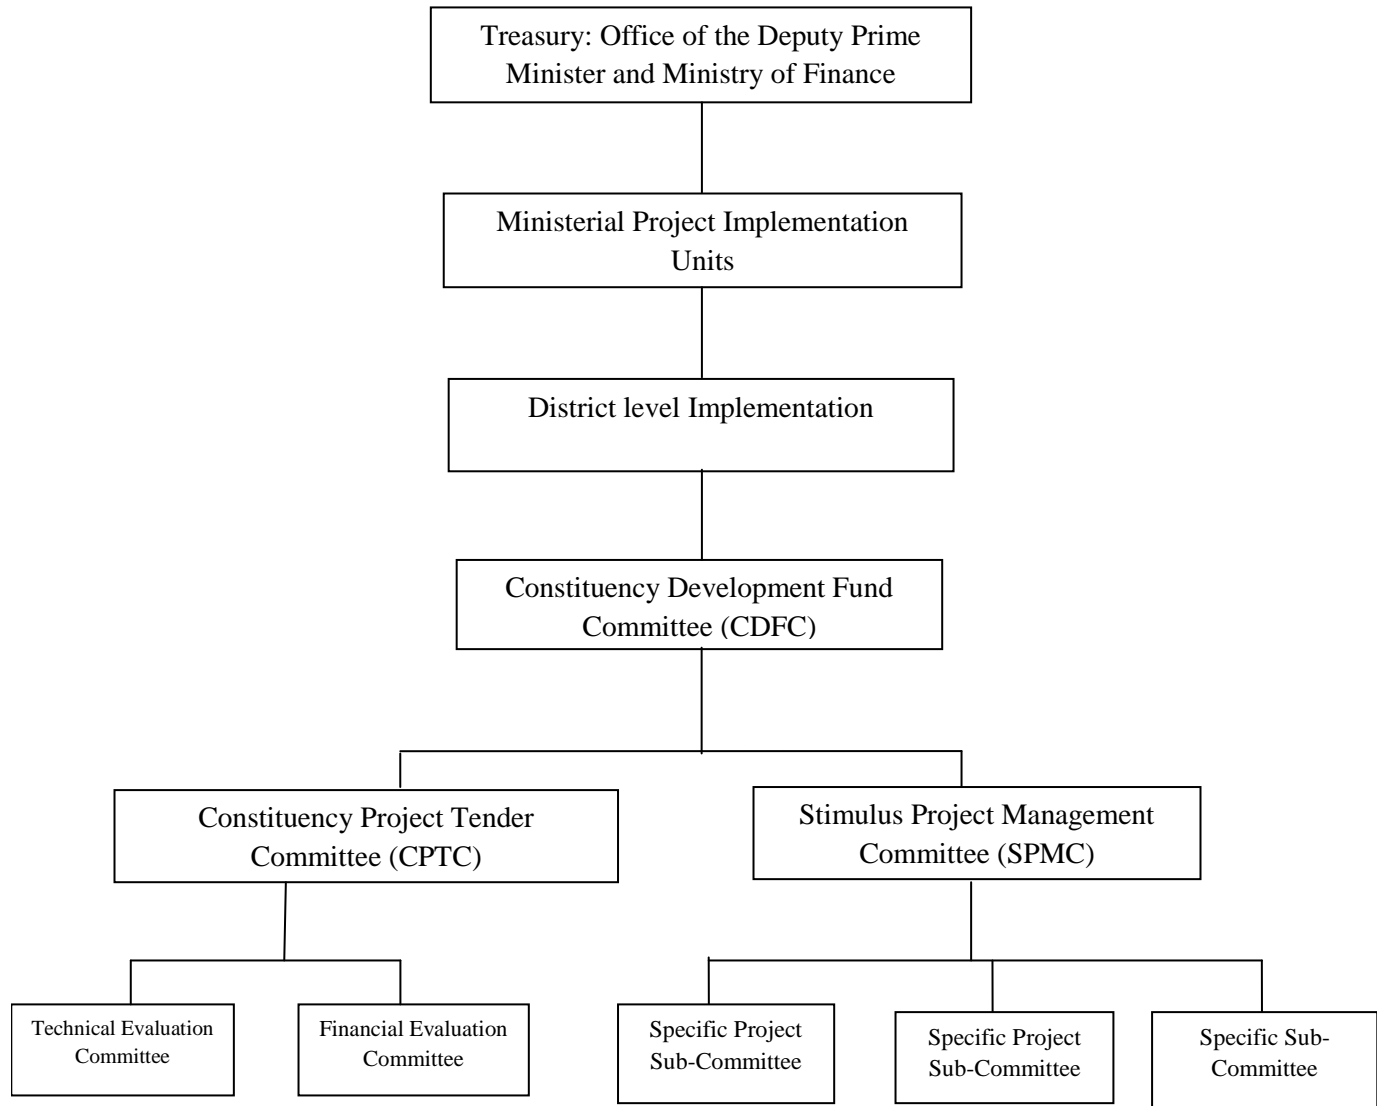 Treasury: Office of the Deputy Prime
Minister and Ministry of Finance
Ministerial Project Implementation
Units
District level Implementation
Constituency Development Fund
Committee (CDFC)
Constituency Project Tender
Committee (CPTC)
Stimulus Project Management
Committee (SPMC)
Technical Evaluation
Committee
Financial Evaluation
Committee
Specific Project
Sub-Committee
Specific Project
Sub-Committee
Specific Sub-
Committee